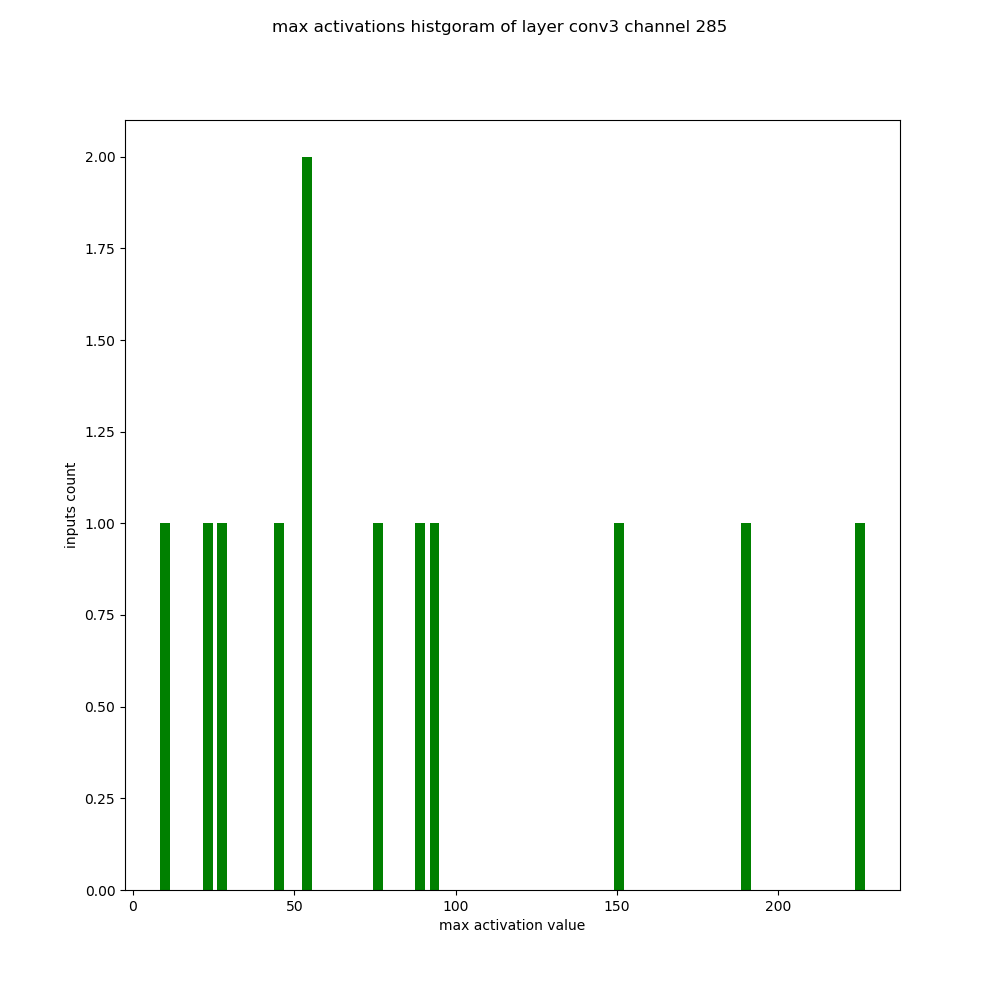 max activations histgoram of layer conv3 channel 285
2.00
1.75
1.50
1.25
1.00
0.75
0.50
0.25
0.00
inputs count
0 50 100 150 200
max activation value